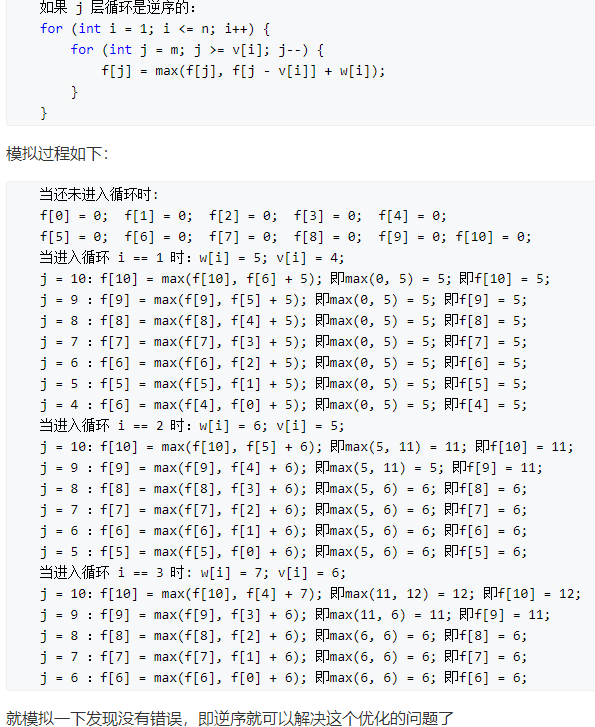 如果 j 层循环是逆序的:
for (int i = 1; i <= n; i++) {
    for (int j = m; j >= v[i]; j--) {
        f[j] = max(f[j], f[j - v[i]] + w[i]);
    }
}
模拟过程如下:
当还未进入循环时:
f[0] = 0;  f[1] = 0;  f[2] = 0;  f[3] = 0;  f[4] = 0;
f[5] = 0;  f[6] = 0;  f[7] = 0;  f[8] = 0;  f[9] = 0; f[10] = 0;
当进入循环 i == 1 时: w[i] = 5; v[i] = 4;
j = 10: f[10] = max(f[10], f[6] + 5); 即max(0, 5) = 5; 即f[10] = 5;
j = 9 : f[9] = max(f[9], f[5] + 5); 即max(0, 5) = 5; 即f[9] = 5;
j = 8 : f[8] = max(f[8], f[4] + 5); 即max(0, 5) = 5; 即f[8] = 5;
j = 7 : f[7] = max(f[7], f[3] + 5); 即max(0, 5) = 5; 即f[7] = 5;
j = 6 : f[6] = max(f[6], f[2] + 5); 即max(0, 5) = 5; 即f[6] = 5;
j = 5 : f[5] = max(f[5], f[1] + 5); 即max(0, 5) = 5; 即f[5] = 5;
j = 4 : f[6] = max(f[4], f[0] + 5); 即max(0, 5) = 5; 即f[4] = 5;
当进入循环 i == 2 时: w[i] = 6; v[i] = 5;
j = 10: f[10] = max(f[10], f[5] + 6); 即max(5, 11) = 11; 即f[10] = 11;
j = 9 : f[9] = max(f[9], f[4] + 6); 即max(5, 11) = 5; 即f[9] = 11;
j = 8 : f[8] = max(f[8], f[3] + 6); 即max(5, 6) = 6; 即f[8] = 6;
j = 7 : f[7] = max(f[7], f[2] + 6); 即max(5, 6) = 6; 即f[7] = 6;
j = 6 : f[6] = max(f[6], f[1] + 6); 即max(5, 6) = 6; 即f[6] = 6;
j = 5 : f[5] = max(f[5], f[0] + 6); 即max(5, 6) = 6; 即f[5] = 6;
当进入循环 i == 3 时: w[i] = 7; v[i] = 6;
j = 10: f[10] = max(f[10], f[4] + 7); 即max(11, 12) = 12; 即f[10] = 12;
j = 9 : f[9] = max(f[9], f[3] + 6); 即max(11, 6) = 11; 即f[9] = 11;
j = 8 : f[8] = max(f[8], f[2] + 6); 即max(6, 6) = 6; 即f[8] = 6;
j = 7 : f[7] = max(f[7], f[1] + 6); 即max(6, 6) = 6; 即f[7] = 6;
j = 6 : f[6] = max(f[6], f[0] + 6); 即max(6, 6) = 6; 即f[6] = 6;
就模拟一下发现没有错误，即逆序就可以解决这个优化的问题了